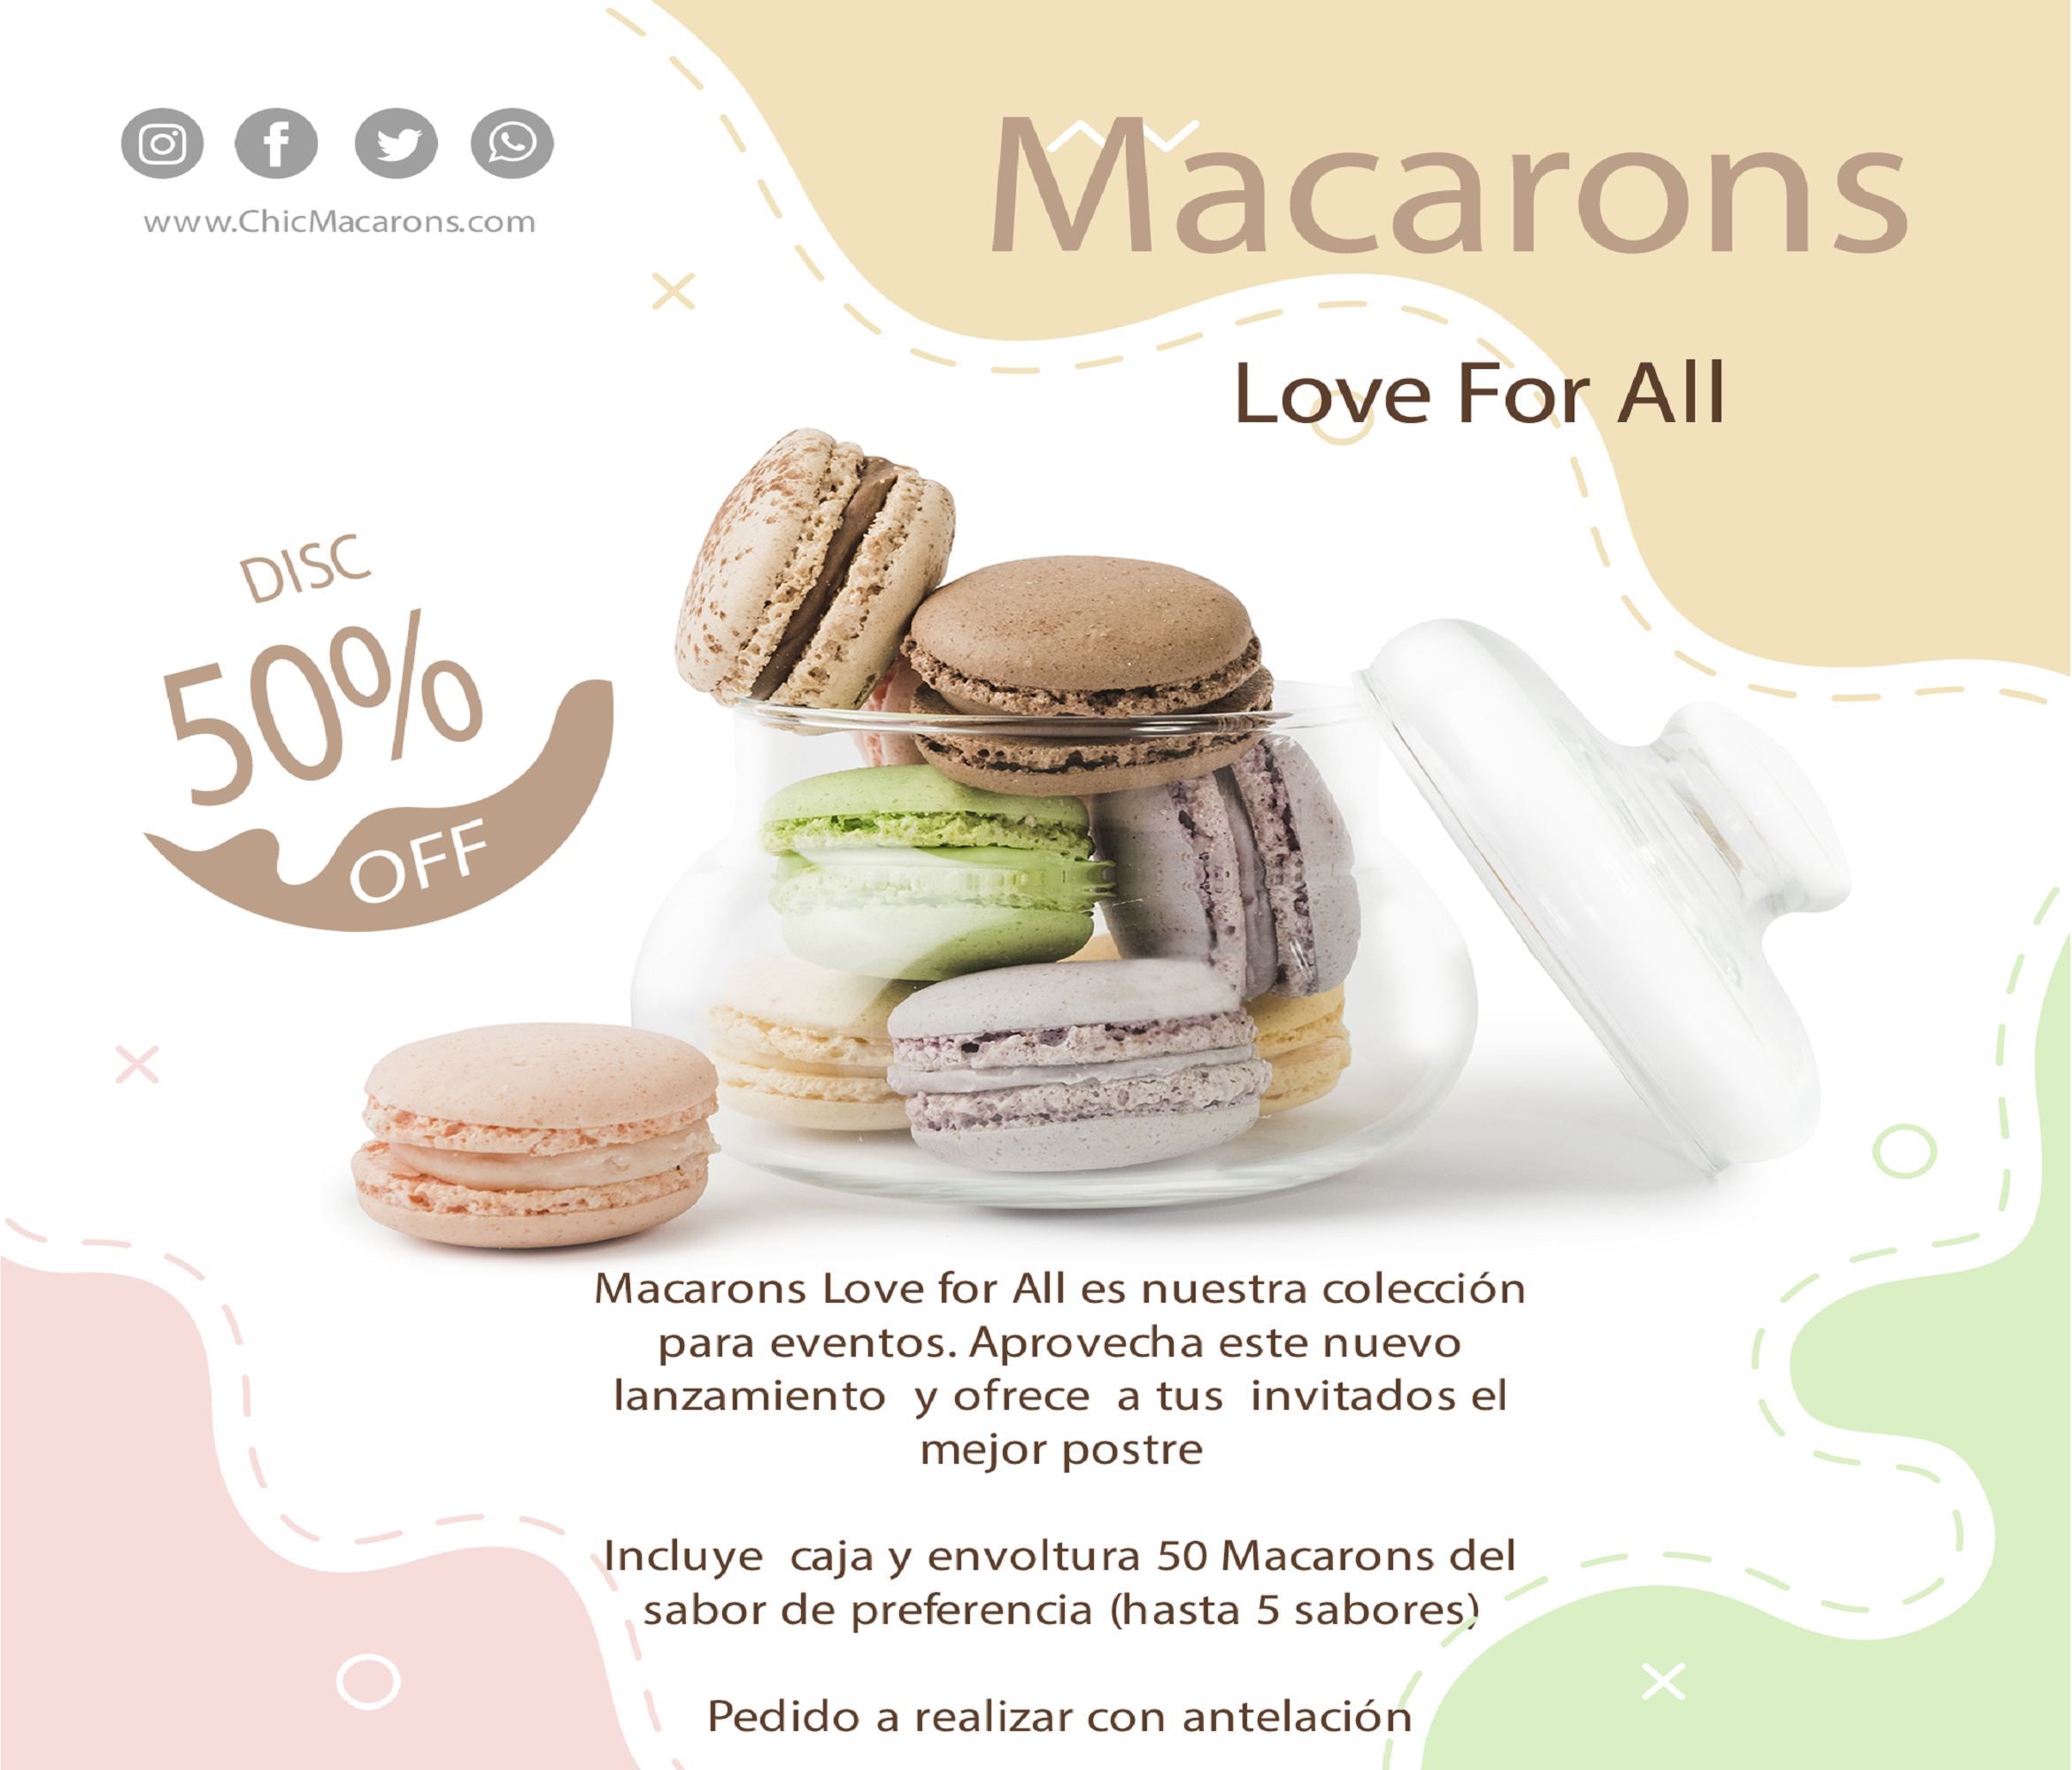 www.ChicMacarons.com
Macarons
Love For All
DISC
50%
OFF
Macarons Love for All es nuestra colección
para eventos. Aprovecha este nuevo
lanzamiento y ofrece a tus invitados el
mejor postre
Incluye caja y envoltura 50 Macarons del
sabor de preferencia (hasta 5 sabores)
Pedido a realizar con antelación